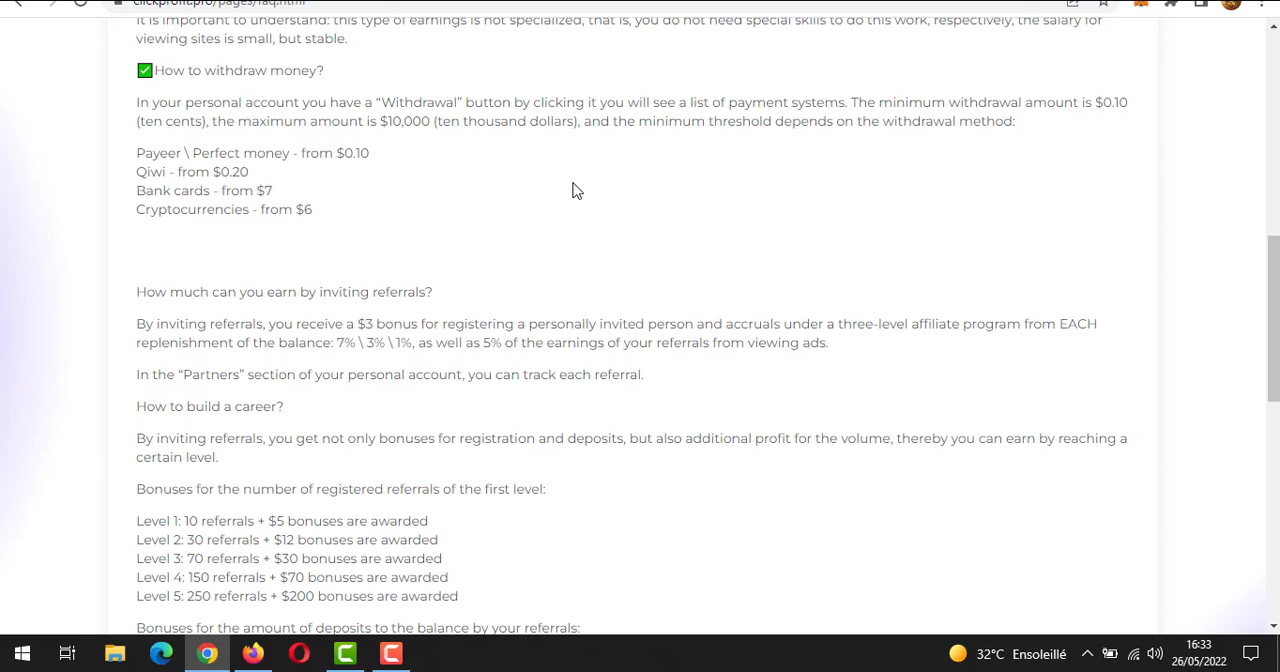 clickprofit.pro/pages/faq.html
It is important to understand: this type of earnings is not specialized, that is, you do not need special skills to do this work, respectively, the salary for
viewing sites is small, but stable.
✅How to withdraw money?
In your personal account you have a “Withdrawal” button by clicking it you will see a list of payment systems. The minimum withdrawal amount is $0.10
(ten cents), the maximum amount is $10,000 (ten thousand dollars), and the minimum threshold depends on the withdrawal method:
Payeer \ Perfect money - from $0.10
Qiwi - from $0.20
Bank cards - from $7
Cryptocurrencies - from $6
How much can you earn by inviting referrals?
By inviting referrals, you receive a $3 bonus for registering a personally invited person and accruals under a three-level affiliate program from EACH
replenishment of the balance: 7% \ 3% \ 1%, as well as 5% of the earnings of your referrals from viewing ads.
In the “Partners” section of your personal account, you can track each referral.
How to build a career?
By inviting referrals, you get not only bonuses for registration and deposits, but also additional profit for the volume, thereby you can earn by reaching a
certain level.
Bonuses for the number of registered referrals of the first level:
Level 1: 10 referrals + $5 bonuses are awarded
Level 2: 30 referrals + $12 bonuses are awarded
Level 3: 70 referrals + $30 bonuses are awarded
Level 4: 150 referrals + $70 bonuses are awarded
Level 5: 250 referrals + $200 bonuses are awarded
Bonuses for the amount of deposits to the balance by your referrals:
32°C Ensoleillé
16:33
26/05/2022